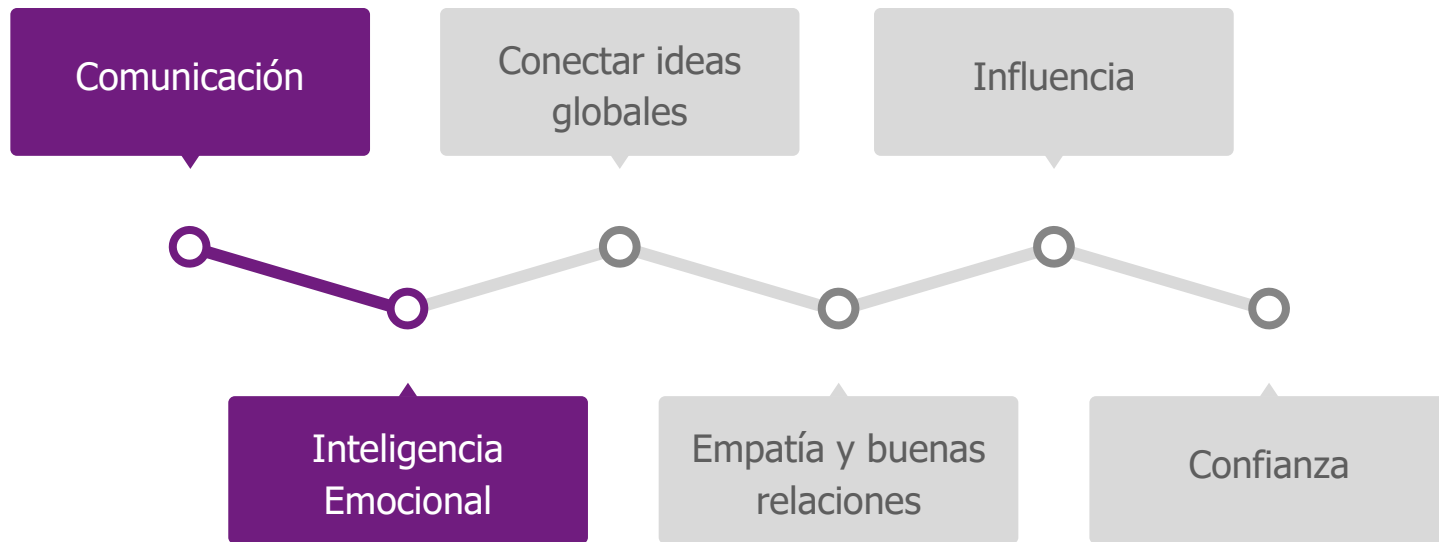 Comunicación
Conectar ideas
globales
Influencia
Inteligencia
Emocional
Empatía y buenas
relaciones
Confianza